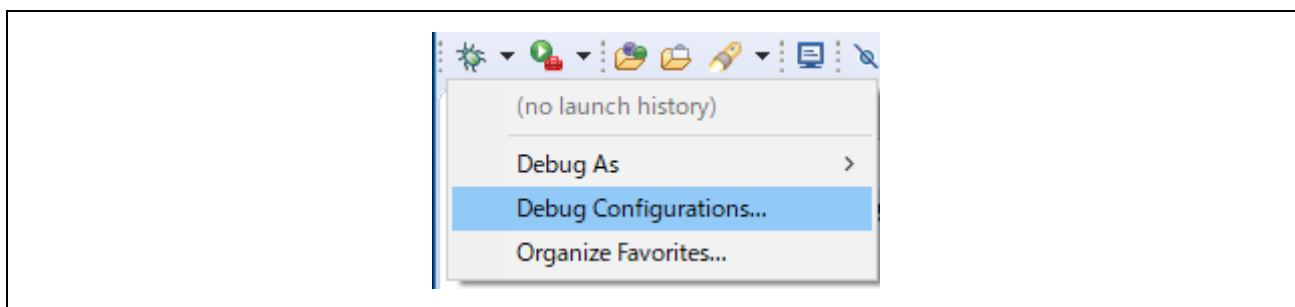 (no launch history)
Debug As
Debug Configurations...
Organize Favorites...